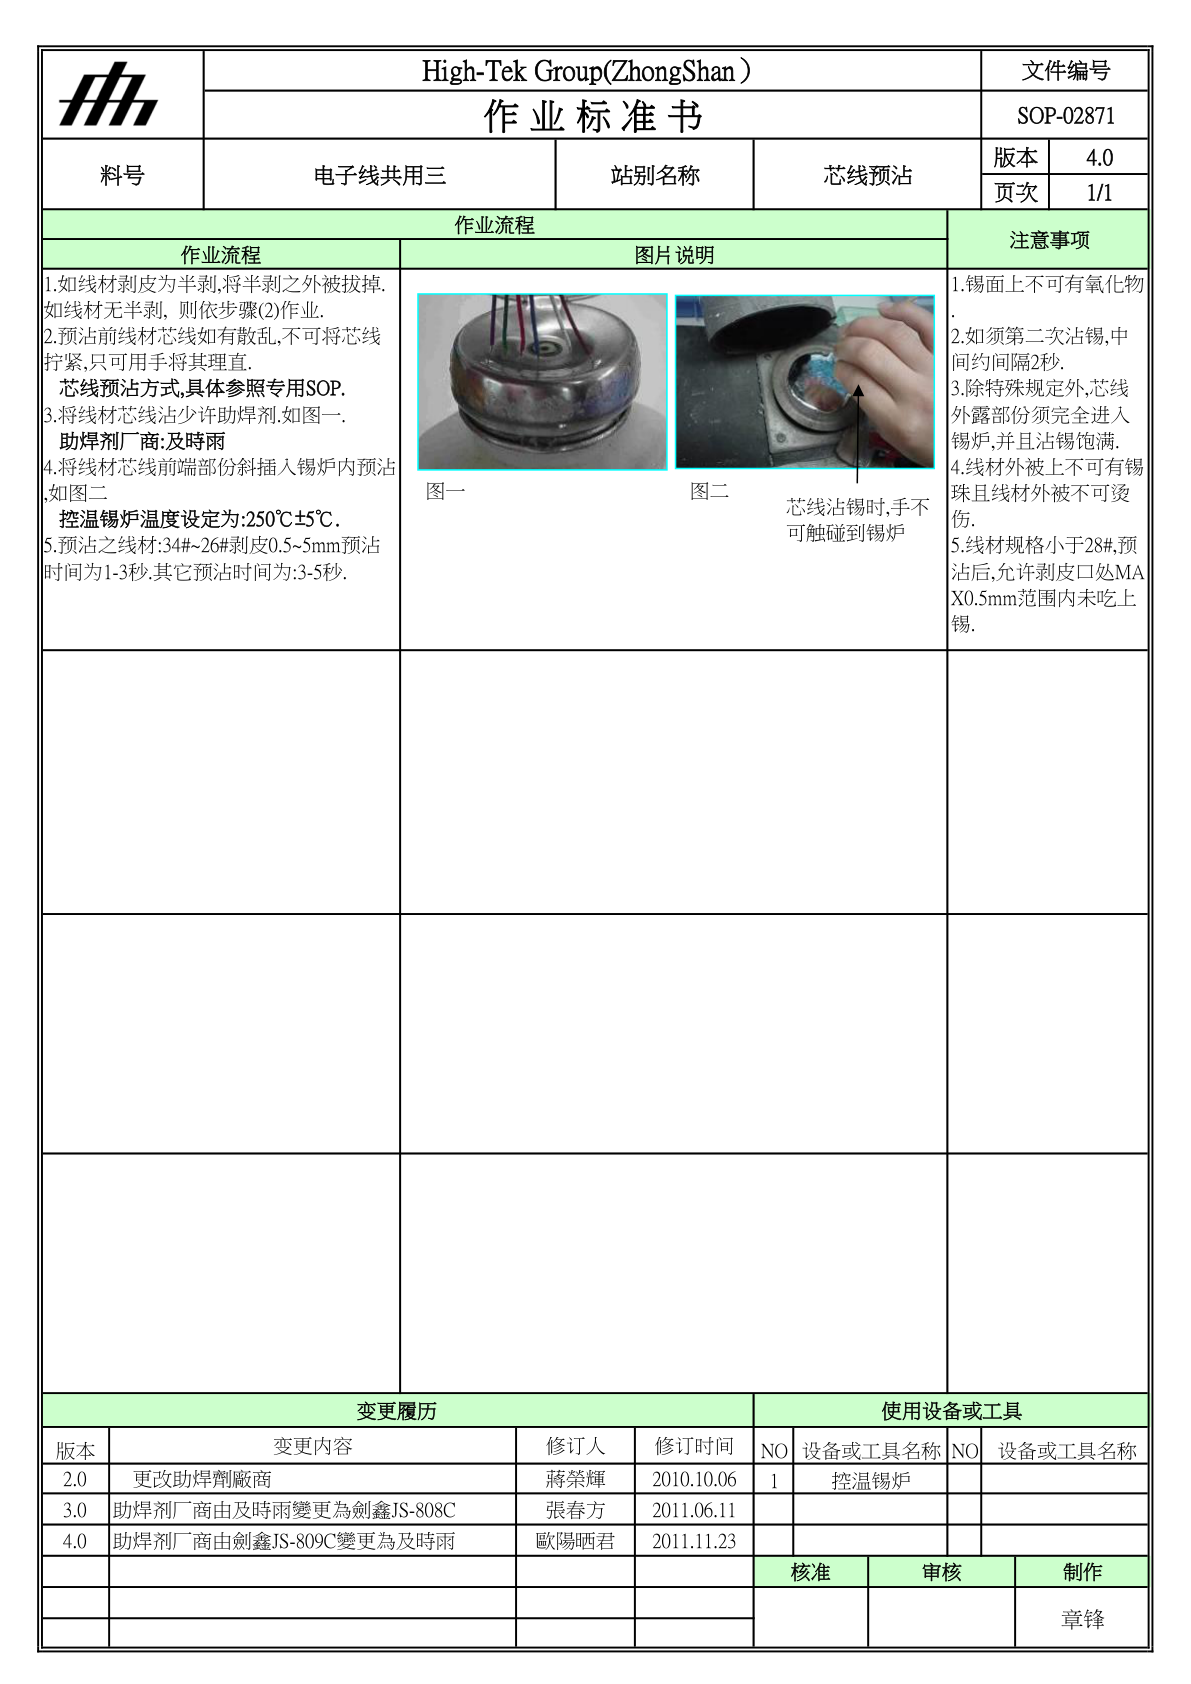 High-Tek Group(ZhongShan）
文件编号
作业标准书
SOP-02871
料号
电子线共用三
站别名称
芯线预沾
版本
4.0
页次
1/1
作业流程
注意事项
作业流程
图片说明
1.如线材剥皮为半剥,将半剥之外被拔掉.
如线材无半剥, 则依步骤(2)作业.
2.预沾前线材芯线如有散乱,不可将芯线
拧紧,只可用手将其理直.
芯线预沾方式,具体参照专用SOP.
3.将线材芯线沾少许助焊剂.如图一.
助焊剂厂商:及時雨
4.将线材芯线前端部份斜插入锡炉内预沾
,如图二
控温锡炉温度设定为:250℃±5℃.
5.预沾之线材:34#~26#剥皮0.5~5mm预沾
时间为1-3秒.其它预沾时间为:3-5秒.
图一
图二
芯线沾锡时,手不
可触碰到锡炉
1.锡面上不可有氧化物
.
2.如须第二次沾锡,中
间约间隔2秒.
3.除特殊规定外,芯线
外露部份须完全进入
锡炉,并且沾锡饱满.
4.线材外被上不可有锡
珠且线材外被不可烫
伤.
5.线材规格小于28#,预
沾后,允许剥皮口处MA
X0.5mm范围内未吃上
锡.
变更履历
使用设备或工具
版本
变更内容
修订人
修订时间
NO
设备或工具名称
NO
设备或工具名称
2.0
更改助焊劑廠商
蔣榮輝
2010.10.06
1
控温锡炉
3.0
助焊剂厂商由及時雨變更為劍鑫JS-808C
張春方
2011.06.11
4.0
助焊剂厂商由劍鑫JS-809C變更為及時雨
歐陽晒君
2011.11.23
核准
审核
制作
章锋